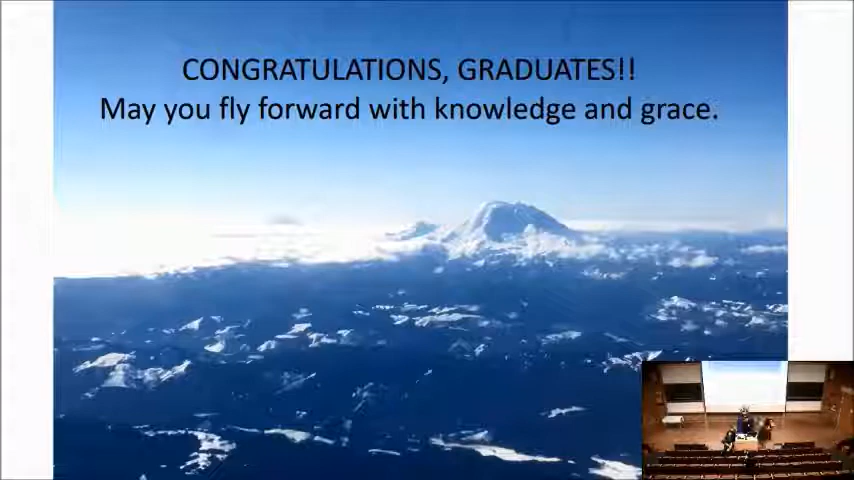 CONGRATULATIONS, GRADUATES!!
May you fly forward with knowledge and grace.